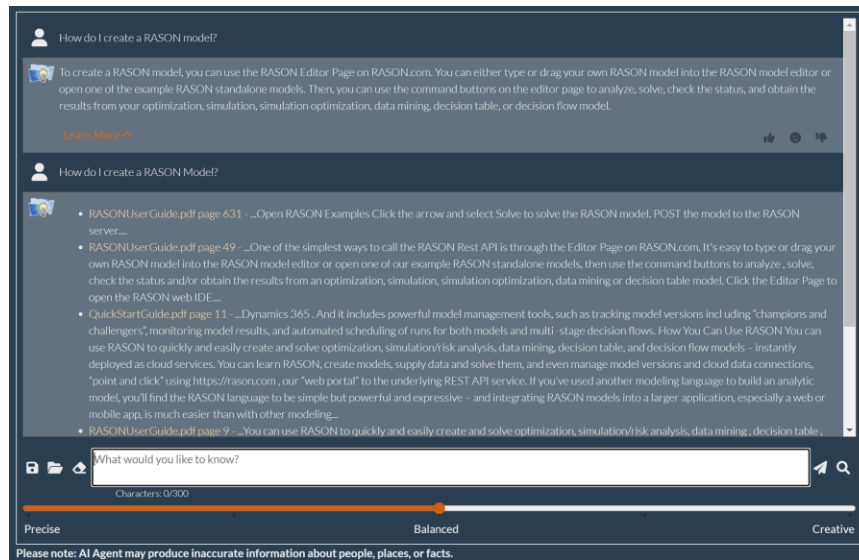 How do I create a RASON model?
To create a RASON model, you can use the RASON Editor Page on RASON.com. You can either type or drag your own RASON model into the RASON model editor or
open one of the example RASON standalone models. Then, you can use the command buttons on the editor page to analyze, solve, check the status, and obtain the
results from your optimization, simulation, simulation optimization, data mining, decision table, or decision flow model.
Learn More
How do I create a RASON Model?
• RASONUserGuide.pdf page 631 - ...Open RASON Examples Click the arrow and select Solve to solve the RASON model. POST the model to the RASON
server....
• RASONUserGuide.pdf page 49 - ...One of the simplest ways to call the RASON Rest API is through the Editor Page on RASON.com. It's easy to type or drag your
own RASON model into the RASON model editor or open one of our example RASON standalone models, then use the command buttons to analyze , solve,
check the status and/or obtain the results from an optimization, simulation, simulation optimization, data mining or decision table model. Click the Editor Page to
open the RASON web IDE....
• QuickStartGuide.pdf page 11 - ...Dynamics 365 . And it includes powerful model management tools, such as tracking model versions incl uding "champions and
challengers", monitoring model results, and automated scheduling of runs for both models and multi -stage decision flows. How You Can Use RASON You can
use RASON to quickly and easily create and solve optimization, simulation/risk analysis, data mining, decision table, and decision flow models – instantly
deployed as cloud services. You can learn RASON, create models, supply data and solve them, and even manage model versions and cloud data connections,
"point and click" using https://rason.com , our "web portal" to the underlying REST API service. If you've used another modeling language to build an analytic
model, you'll find the RASON language to be simple but powerful and expressive – and integrating RASON models into a larger application, especially a web or
mobile app, is much easier than with other modeling...
• RASONUserGuide.pdf page 9 - ...You can use RASON to quickly and easily create and solve optimization, simulation/risk analysis, data mining , decision table ,
What would you like to know?
Characters: 0/300
Precise Balanced Creative
Please note: AI Agent may produce inaccurate information about people, places, or facts.